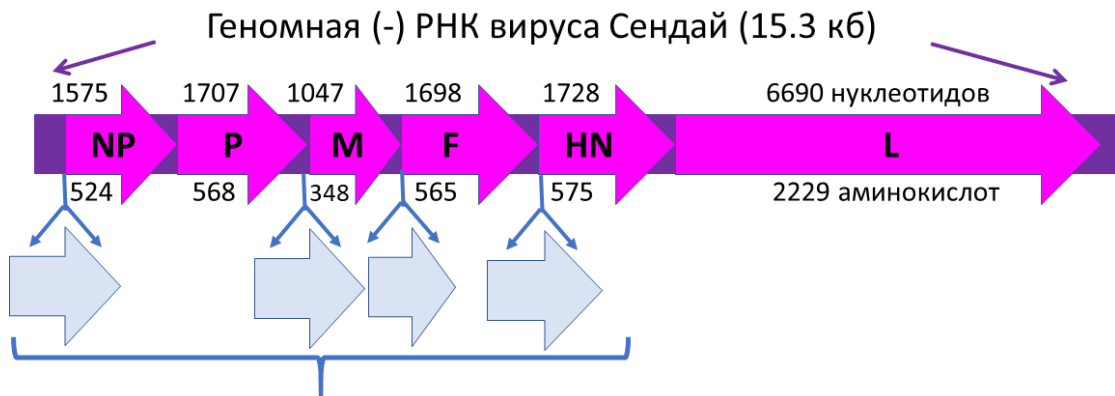 Геномная (-) РНК вируса Сендай (15.3 кб)
1575 1707 1047 1698 1728 6690 нуклеотидов
NP P M F HN L
524 568 348 565 575 2229 аминокислот